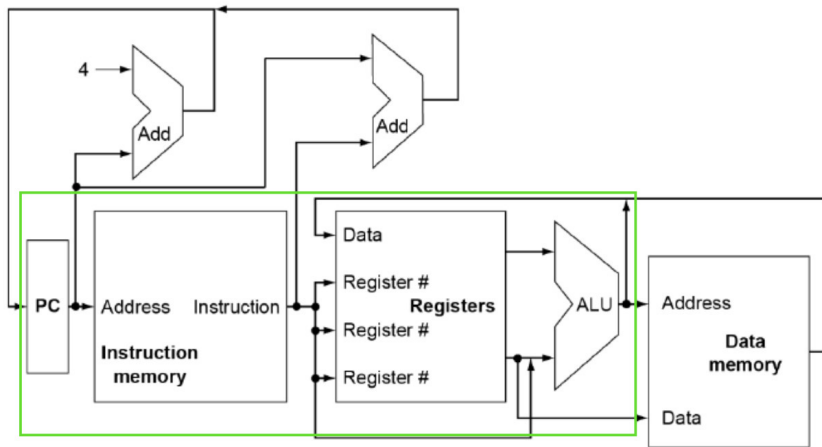 4
Add
Add
Data
PC
Address
Instruction
Register #
Registers
ALU
Address
Register #
Instruction
memory
Data
memory
Register #
Data